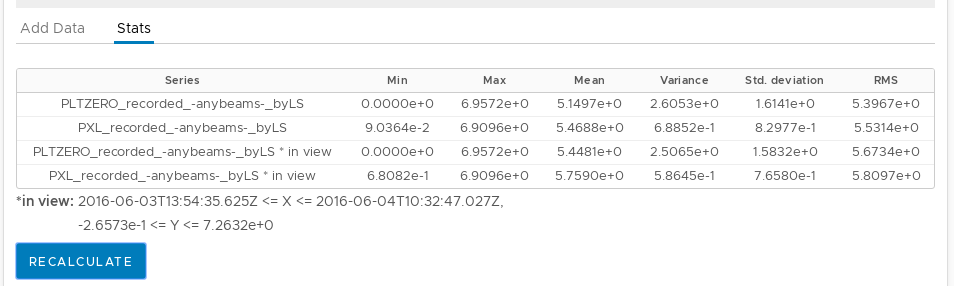 Add Data Stats
Series Min Max Mean Variance Std. deviation RMS
PLTZERO_recorded_-anybeams-_byLS 0.0000e+0 6.9572e+0 5.1497e+0 2.6053e+0 1.6141e+0 5.3967e+0
PXL_recorded_-anybeams-_byLS 9.0364e-2 6.9096e+0 5.4688e+0 6.8852e-1 8.2977e-1 5.5314e+0
PLTZERO_recorded_-anybeams-_byLS * in view 0.0000e+0 6.9572e+0 5.4481e+0 2.5065e+0 1.5832e+0 5.6734e+0
PXL_recorded_-anybeams-_byLS * in view 6.8082e-1 6.9096e+0 5.7590e+0 5.8645e-1 7.6580e-1 5.8097e+0
*in view: 2016-06-03T13:54:35.625Z <= X <= 2016-06-04T10:32:47.027Z,
-2.6573e-1 <= Y <= 7.2632e+0
RECALCULATE